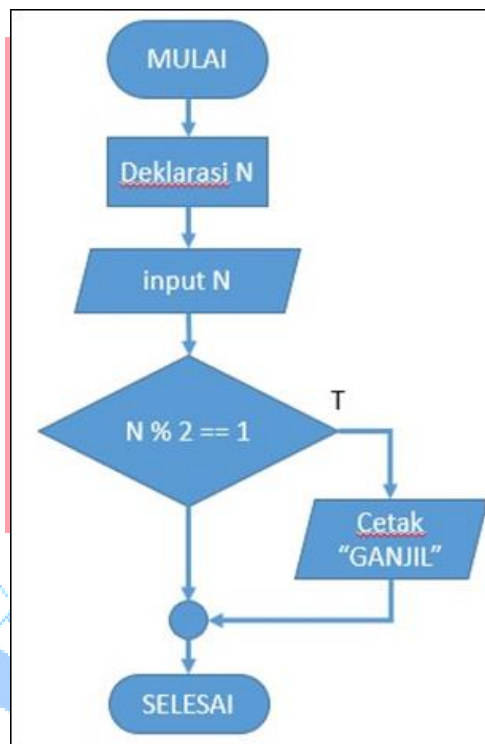 MULAI
Deklarasi N
input N
N % 2 == 1
T
Cetak
“GANJIL”
SELESAI